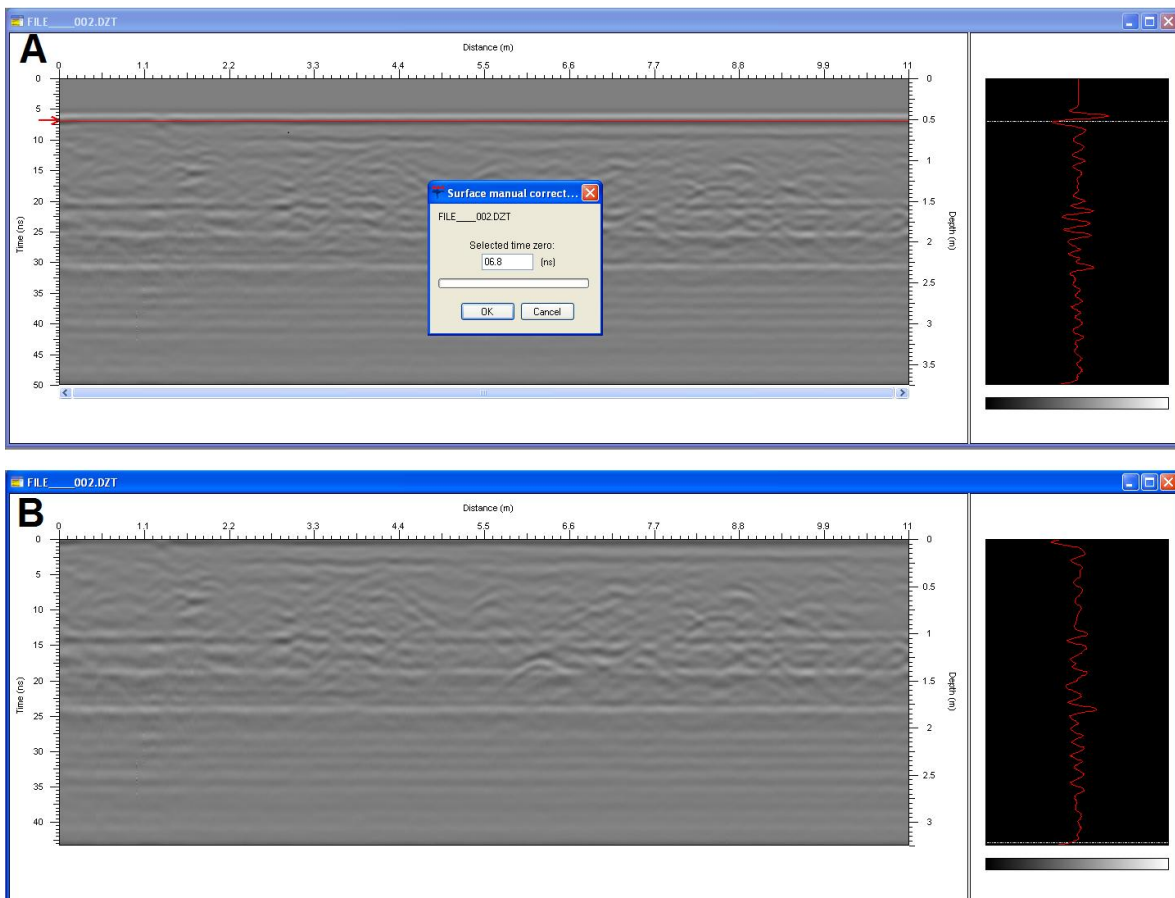 FILE____002.DZT
A
Distance (m)
0 1.1 2.2 3.3 4.4 5.5 6.6 7.7 8.8 9.9 11
Time (ns)
0
5
10
15
20
25
30
35
40
45
50
Depth (m)
0
0.5
1
1.5
2
2.5
3
3.5
Surface manual correct...
FILE____002.DZT
Selected time zero:
06.8 (ns)
OK Cancel
FILE____002.DZT
B
Distance (m)
0 1.1 2.2 3.3 4.4 5.5 6.6 7.7 8.8 9.9 11
Time (ns)
0
5
10
15
20
25
30
35
40
Depth (m)
0
0.5
1
1.5
2
2.5
3